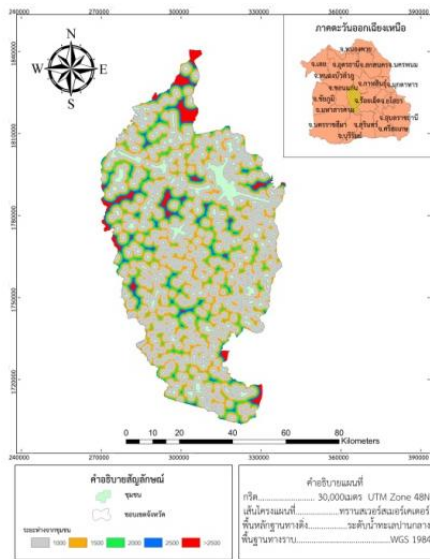 240000 270000 300000 330000 360000 390000
N
W E
S
ภาคตะวันออกเฉียงเหนือ
จ.หนองคาย
จ.เลย จ.อุดรธานี จ.สกลนคร จ.นครพนม
จ.หนองบัวลำภู
จ.กาฬสินธุ์ จ.มุกดาหาร
จ.ขอนแก่น
จ.ชัยภูมิ จ.ร้อยเอ็ด จ.ยโสธร
จ.มหาสารคาม
จ.อุบลราชธานี
จ.นครราชสีมา จ.สุรินทร์ จ.ศรีสะเกษ
จ.บุรีรัมย์
1840000
1810000
1780000
1750000
1720000
0 5 10 20 30 40 60 80
Kilometers
240000 270000 300000 330000 360000 390000
คำอธิบายสัญลักษณ์
ชุมชน
ขอบเขตจังหวัด
ระยะห่างจากชุมชน
1000 1500 2000 2500 >2500
คำอธิบายแผนที่
กริด 30,000เมตร UTM Zone 48N
เส้นโครงแผนที่ ทรานสเวอร์สเมอร์เคเตอร์
พื้นหลักฐานทางดิ่ง ระดับน้ำทะเลปานกลาง
พื้นฐานทางราบ WGS 1984